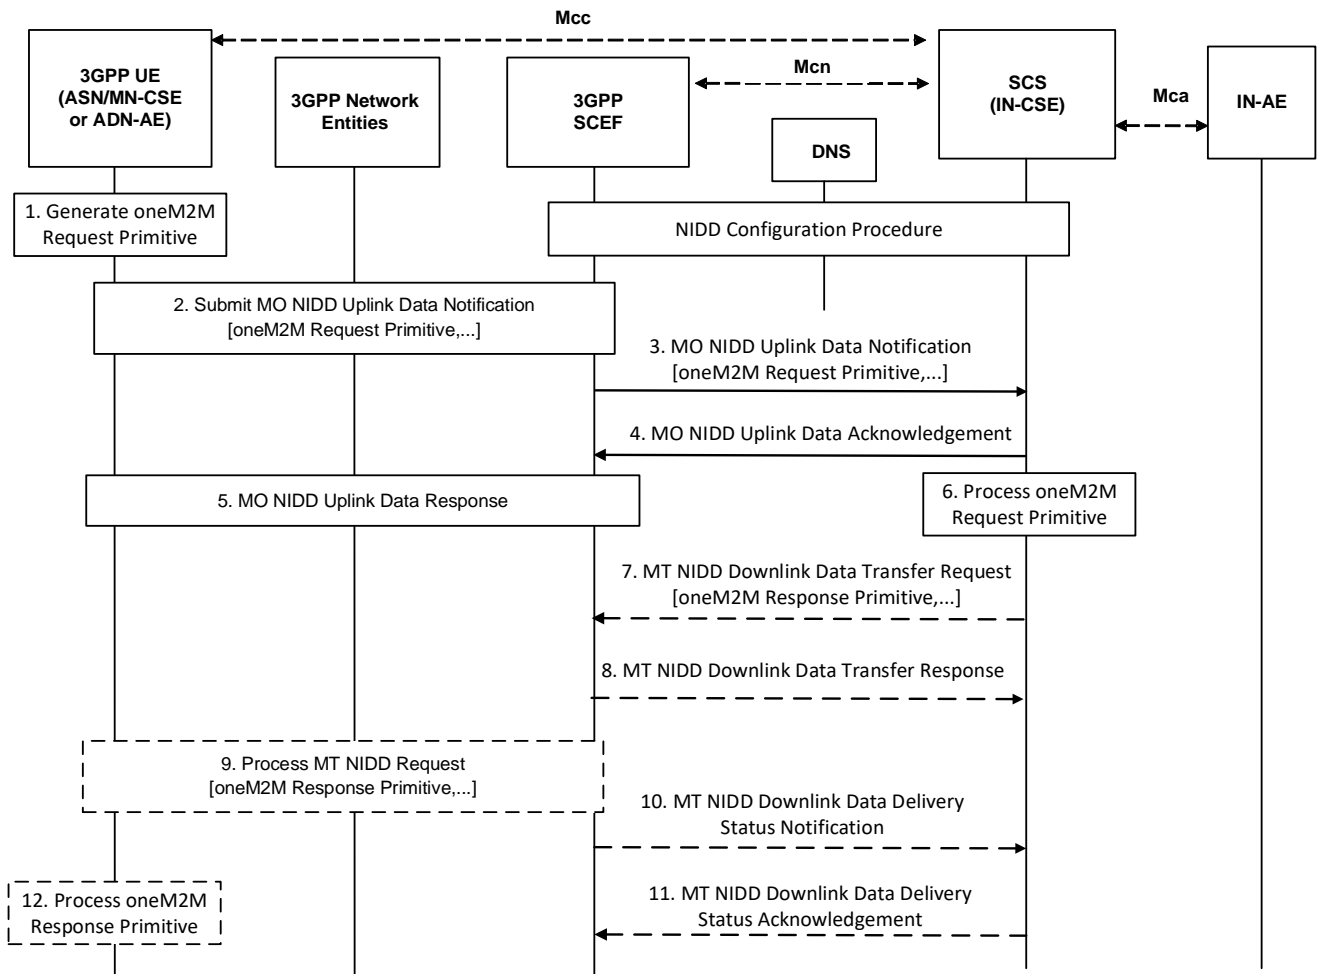 Mcc
3GPP UE
(ASN/MN-CSE
or ADN-AE)
3GPP Network
Entities
3GPP
SCEF
Mcn
DNS
SCS
(IN-CSE)
Mca
IN-AE
1. Generate oneM2M
Request Primitive
NIDD Configuration Procedure
2. Submit MO NIDD Uplink Data Notification
[oneM2M Request Primitive,...]
3. MO NIDD Uplink Data Notification
[oneM2M Request Primitive,...]
4. MO NIDD Uplink Data Acknowledgement
5. MO NIDD Uplink Data Response
6. Process oneM2M
Request Primitive
7. MT NIDD Downlink Data Transfer Request
[oneM2M Response Primitive,...]
8. MT NIDD Downlink Data Transfer Response
9. Process MT NIDD Request
[oneM2M Response Primitive,...]
10. MT NIDD Downlink Data Delivery
Status Notification
11. MT NIDD Downlink Data Delivery
Status Acknowledgement
12. Process oneM2M
Response Primitive